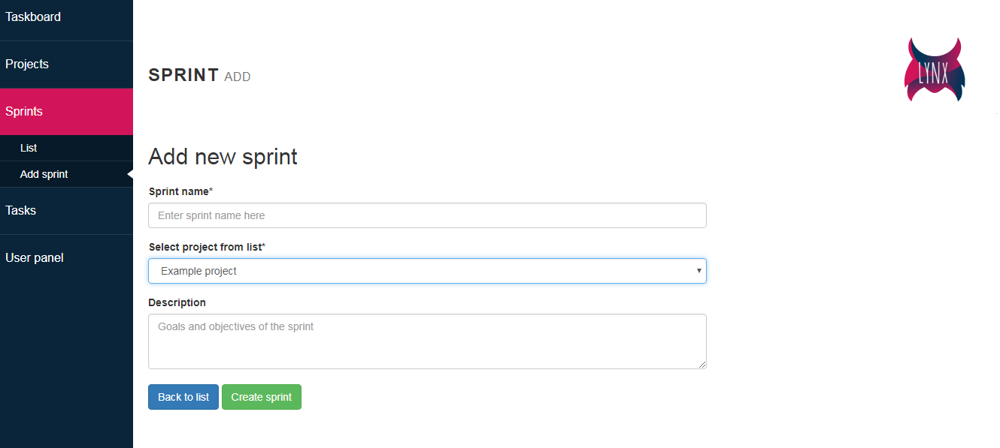 Taskboard
Projects
Sprints
List
Add sprint
Tasks
User panel
SPRINT ADD
LYNX
Add new sprint
Sprint name*
Enter sprint name here
Select project from list*
Example project
Description
Goals and objectives of the sprint
Back to list Create sprint